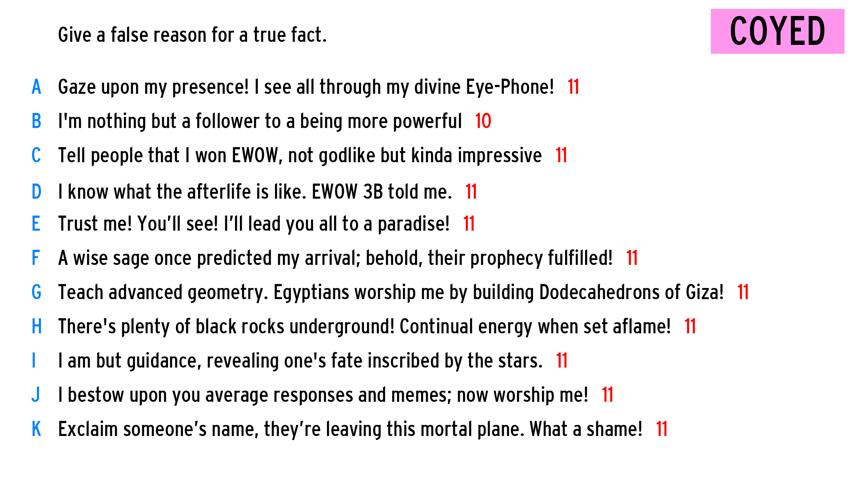 Give a false reason for a true fact.
COYED
A Gaze upon my presence! I see all through my divine Eye-Phone! 11
B I'm nothing but a follower to a being more powerful 10
C Tell people that I won EWOW, not godlike but kinda impressive 11
D I know what the afterlife is like. EWOW 3B told me. 11
E Trust me! You'll see! I'll lead you all to a paradise! 11
F A wise sage once predicted my arrival; behold, their prophecy fulfilled! 11
G Teach advanced geometry. Egyptians worship me by building Dodecahedrons of Giza! 11
H There's plenty of black rocks underground! Continual energy when set aflame! 11
I I am but guidance, revealing one's fate inscribed by the stars. 11
J I bestow upon you average responses and memes; now worship me! 11
K Exclaim someone's name, they're leaving this mortal plane. What a shame! 11